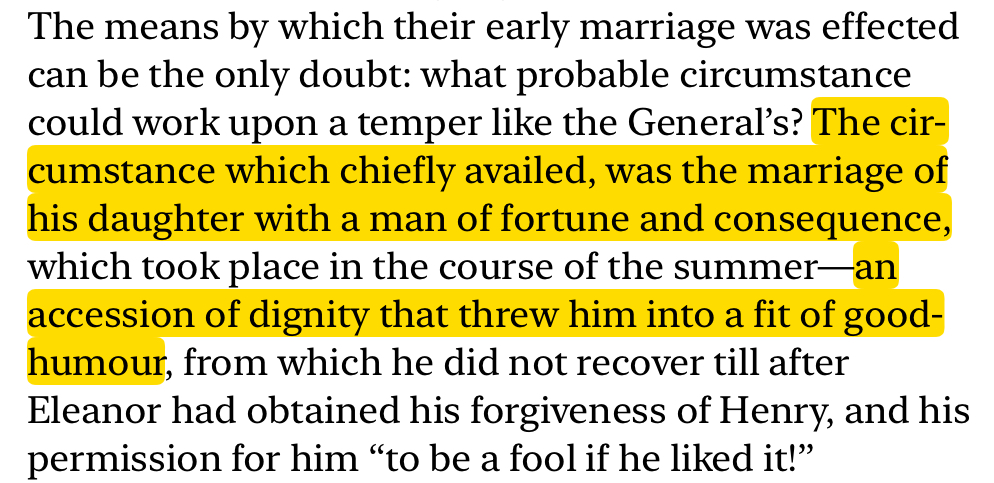 The means by which their early marriage was effected
can be the only doubt: what probable circumstance
could work upon a temper like the General’s? The cir-
cumstance which chiefly availed, was the marriage of
his daughter with a man of fortune and consequence,
which took place in the course of the summer—an
accession of dignity that threw him into a fit of good-
humour, from which he did not recover till after
Eleanor had obtained his forgiveness of Henry, and his
permission for him “to be a fool if he liked it!”